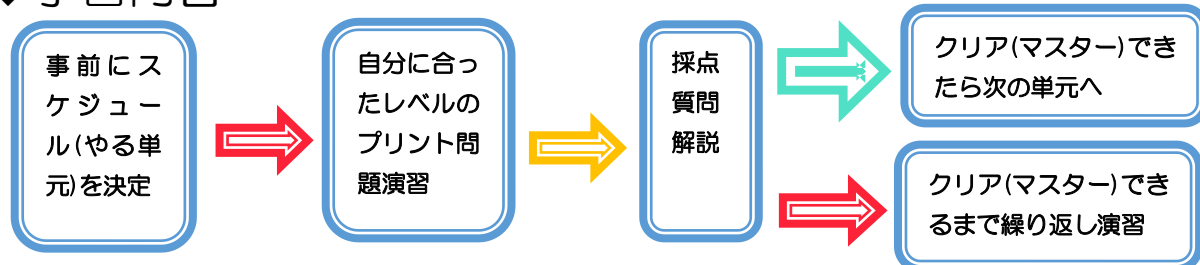 事前にス
ケジュー
ル(やる単
元)を決定
自分に合っ
たレベルの
プリント問
題演習
採点
質問
解説
クリア(マスター)でき
たら次の単元へ
クリア(マスター)でき
るまで繰り返し演習